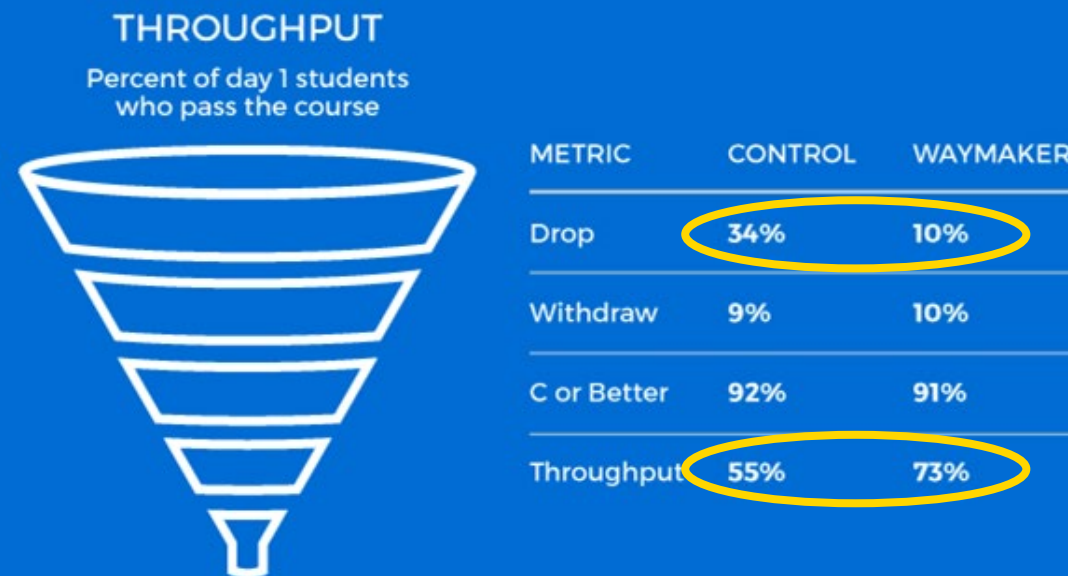 THROUGHPUT
Percent of day 1 students
who pass the course
METRIC CONTROL WAYMAKER
Drop 34% 10%
Withdraw 9% 10%
C or Better 92% 91%
Throughput 55% 73%